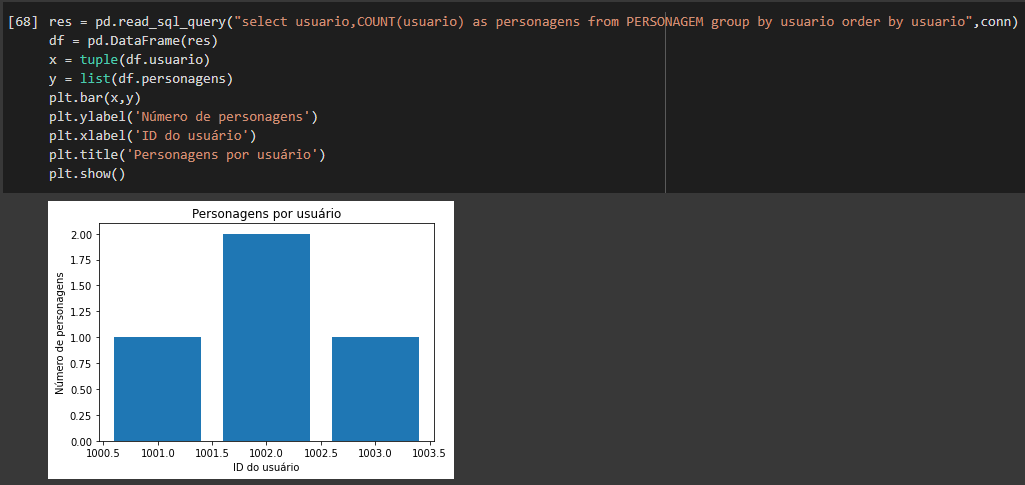 [68] res = pd.read_sql_query("select usuario,COUNT(usuario) as personagens from PERSONAGEM group by usuario order by usuario",conn)
df = pd.DataFrame(res)
x = tuple(df.usuario)
y = list(df.personagens)
plt.bar(x,y)
plt.ylabel('Número de personagens')
plt.xlabel('ID do usuário')
plt.title('Personagens por usuário')
plt.show()
Personagens por usuário
Número de personagens
2.00
1.75
1.50
1.25
1.00
0.75
0.50
0.25
0.00
1000.5 1001.0 1001.5 1002.0 1002.5 1003.0 1003.5
ID do usuário